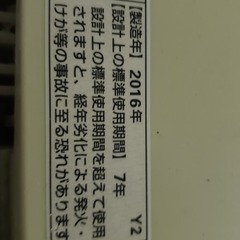 【製造年】2016年 Y2
【設計上の標準使用期間】7年
設計上の標準使用期間を超えて使用
されますと、経年劣化による発火・
けが等の事故に至る恐れがあります